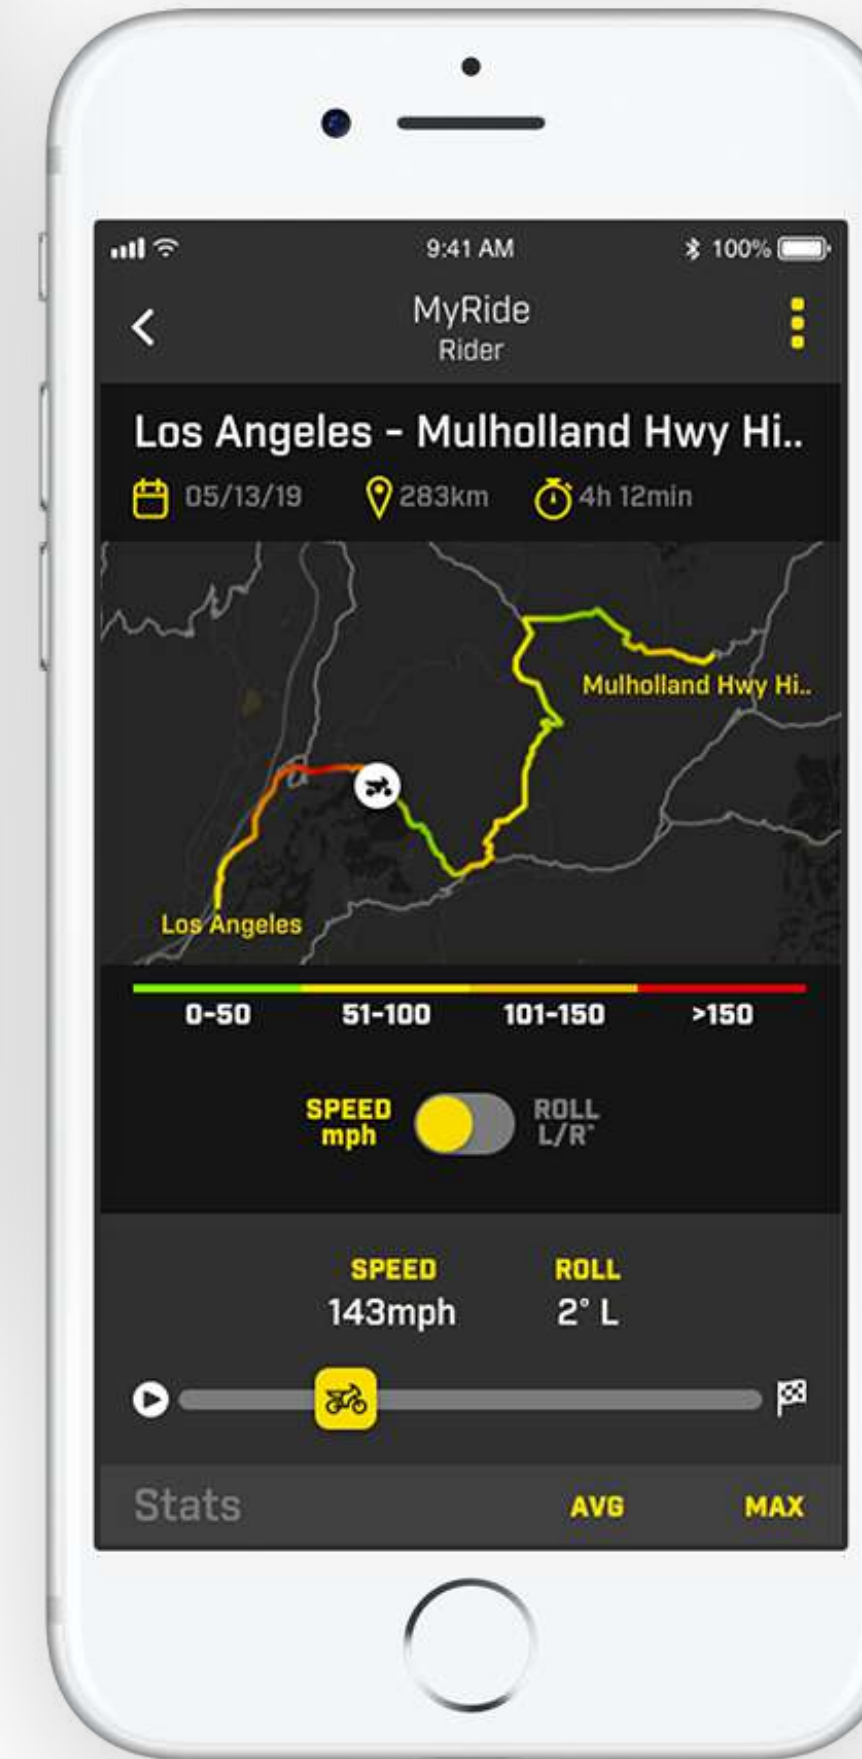 9:41 AM 100%
MyRide
Rider
Los Angeles - Mulholland Hwy Hi..
05/13/19 283km 4h 12min
Mulholland Hwy Hi..
Los Angeles
0-50 51-100 101-150 >150
SPEED mph ROLL L/R°
SPEED ROLL
143mph 2° L
Stats AVG MAX